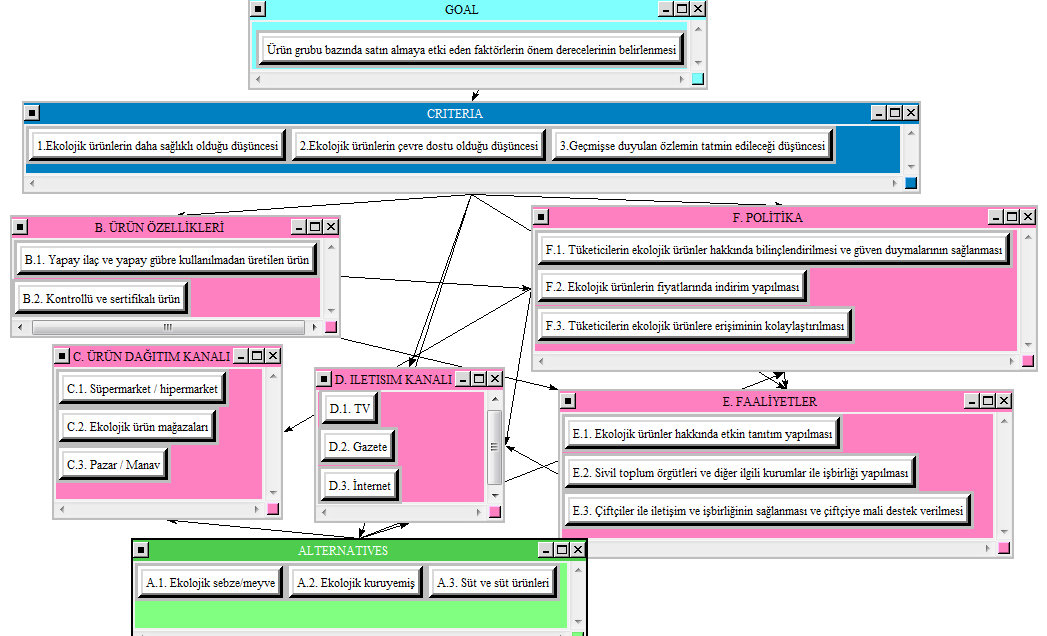 GOAL
Ürün grubu bazında satın almaya etki eden faktörlerin önem derecelerinin belirlenmesi
CRITERIA
1.Ekolojik ürünlerin daha sağlıklı olduğu düşüncesi
2.Ekolojik ürünlerin çevre dostu olduğu düşüncesi
3.Geçmişse duyulan özlemin tatmin edileceği düşüncesi
B. ÜRÜN ÖZELLİKLERİ
B.1. Yapay ilaç ve yapay gübre kullanılmadan üretilen ürün
B.2. Kontrollü ve sertifikalı ürün
F. POLİTİKA
F.1. Tüketicilerin ekolojik ürünler hakkında bilinçlendirilmesi ve güven duymalarının sağlanması
F.2. Ekolojik ürünlerin fiyatlarında indirim yapılması
F.3. Tüketicilerin ekolojik ürünlere erişiminin kolaylaştırılması
C. ÜRÜN DAĞITIM KANALI
C.1. Süpermarket / hipermarket
C.2. Ekolojik ürün mağazaları
C.3. Pazar / Manav
D. ILETISIM KANALI
D.1. TV
D.2. Gazete
D.3. İnternet
E. FAALİYETLER
E.1. Ekolojik ürünler hakkında etkin tanıtım yapılması
E.2. Sivil toplum örgütleri ve diğer ilgili kurumlar ile işbirliği yapılması
E.3. Çiftçiler ile iletişim ve işbirliğinin sağlanması ve çiftçiye mali destek verilmesi
ALTERNATIVES
A.1. Ekolojik sebze/meyve
A.2. Ekolojik kuruyemiş
A.3. Süt ve süt ürünleri